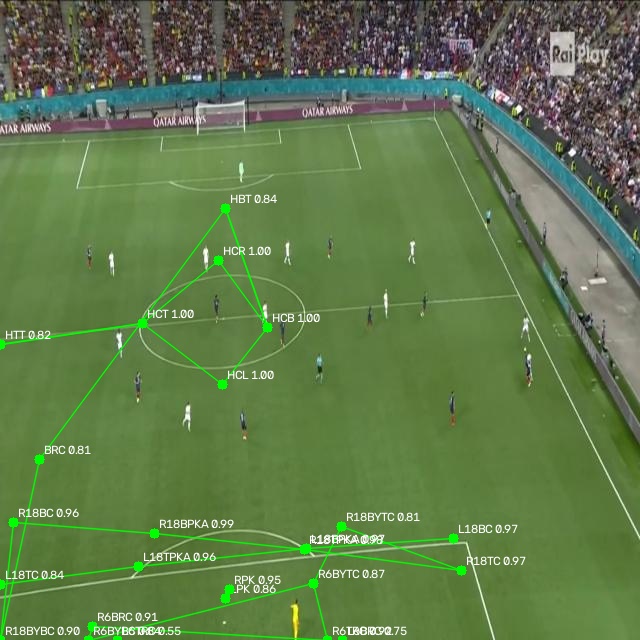 Rai Play
QATAR AIRWAYS
QATAR AIRWAYS
QATAR AIRWAYS
HBT 0.84
HCR 1.00
HCT 1.00
HCB 1.00
HTT 0.82
HCL 1.00
BRC 0.81
R18BC 0.96
R18BYTC 0.81
R18BPKA 0.99
L18BC 0.97
L18TPKA 0.96
R18TC 0.97
L18TC 0.84
RPK 0.95
R6BYTC 0.87
LPK 0.86
R6BRC 0.91
R18BYBC 0.90